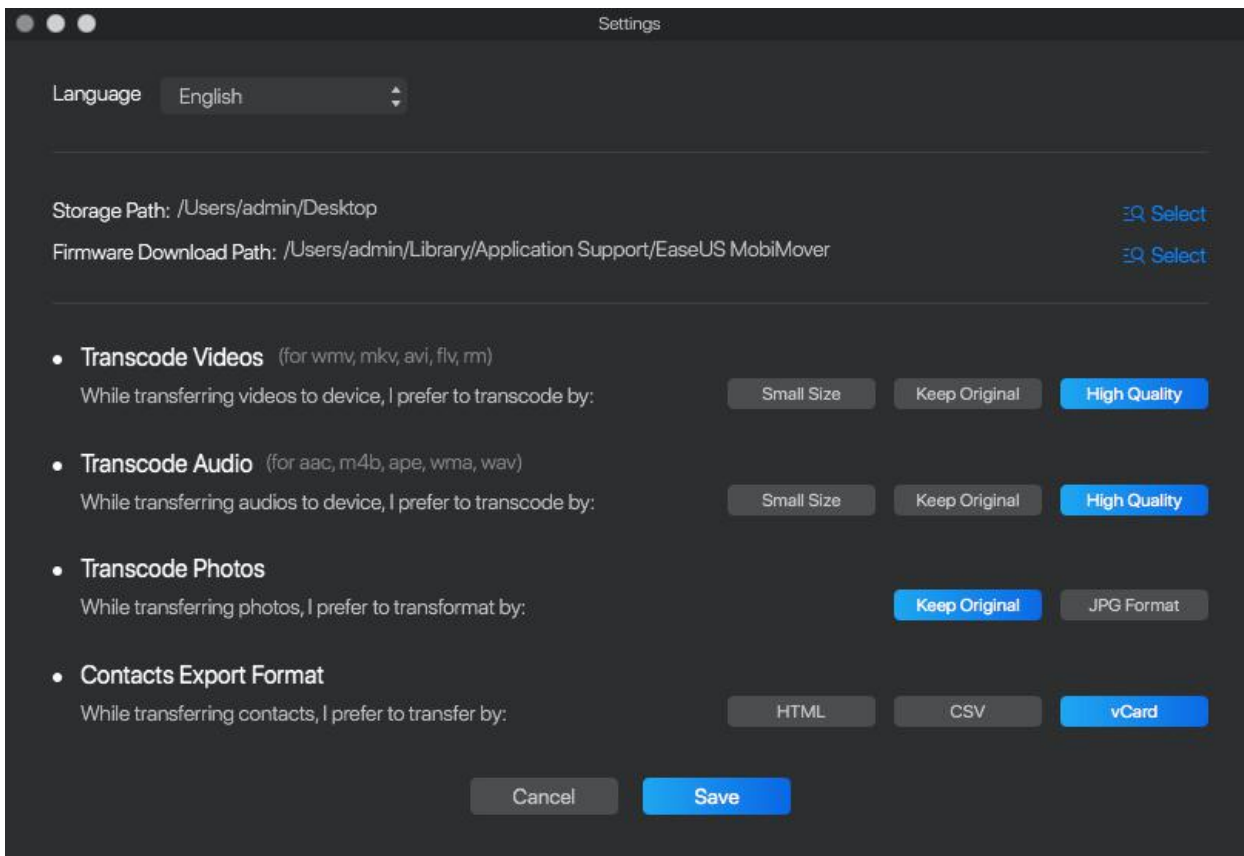 Settings
Language English
Storage Path: /Users/admin/Desktop Select
Firmware Download Path: /Users/admin/Library/Application Support/EaseUS MobiMover Select
Transcode Videos (for wmv, mkv, avi, flv, rm)
While transferring videos to device, I prefer to transcode by: Small Size Keep Original High Quality
Transcode Audio (for aac, m4b, ape, wma, wav)
While transferring audios to device, I prefer to transcode by: Small Size Keep Original High Quality
Transcode Photos
While transferring photos, I prefer to transformat by: Keep Original JPG Format
Contacts Export Format
While transferring contacts, I prefer to transfer by: HTML CSV vCard
Cancel Save